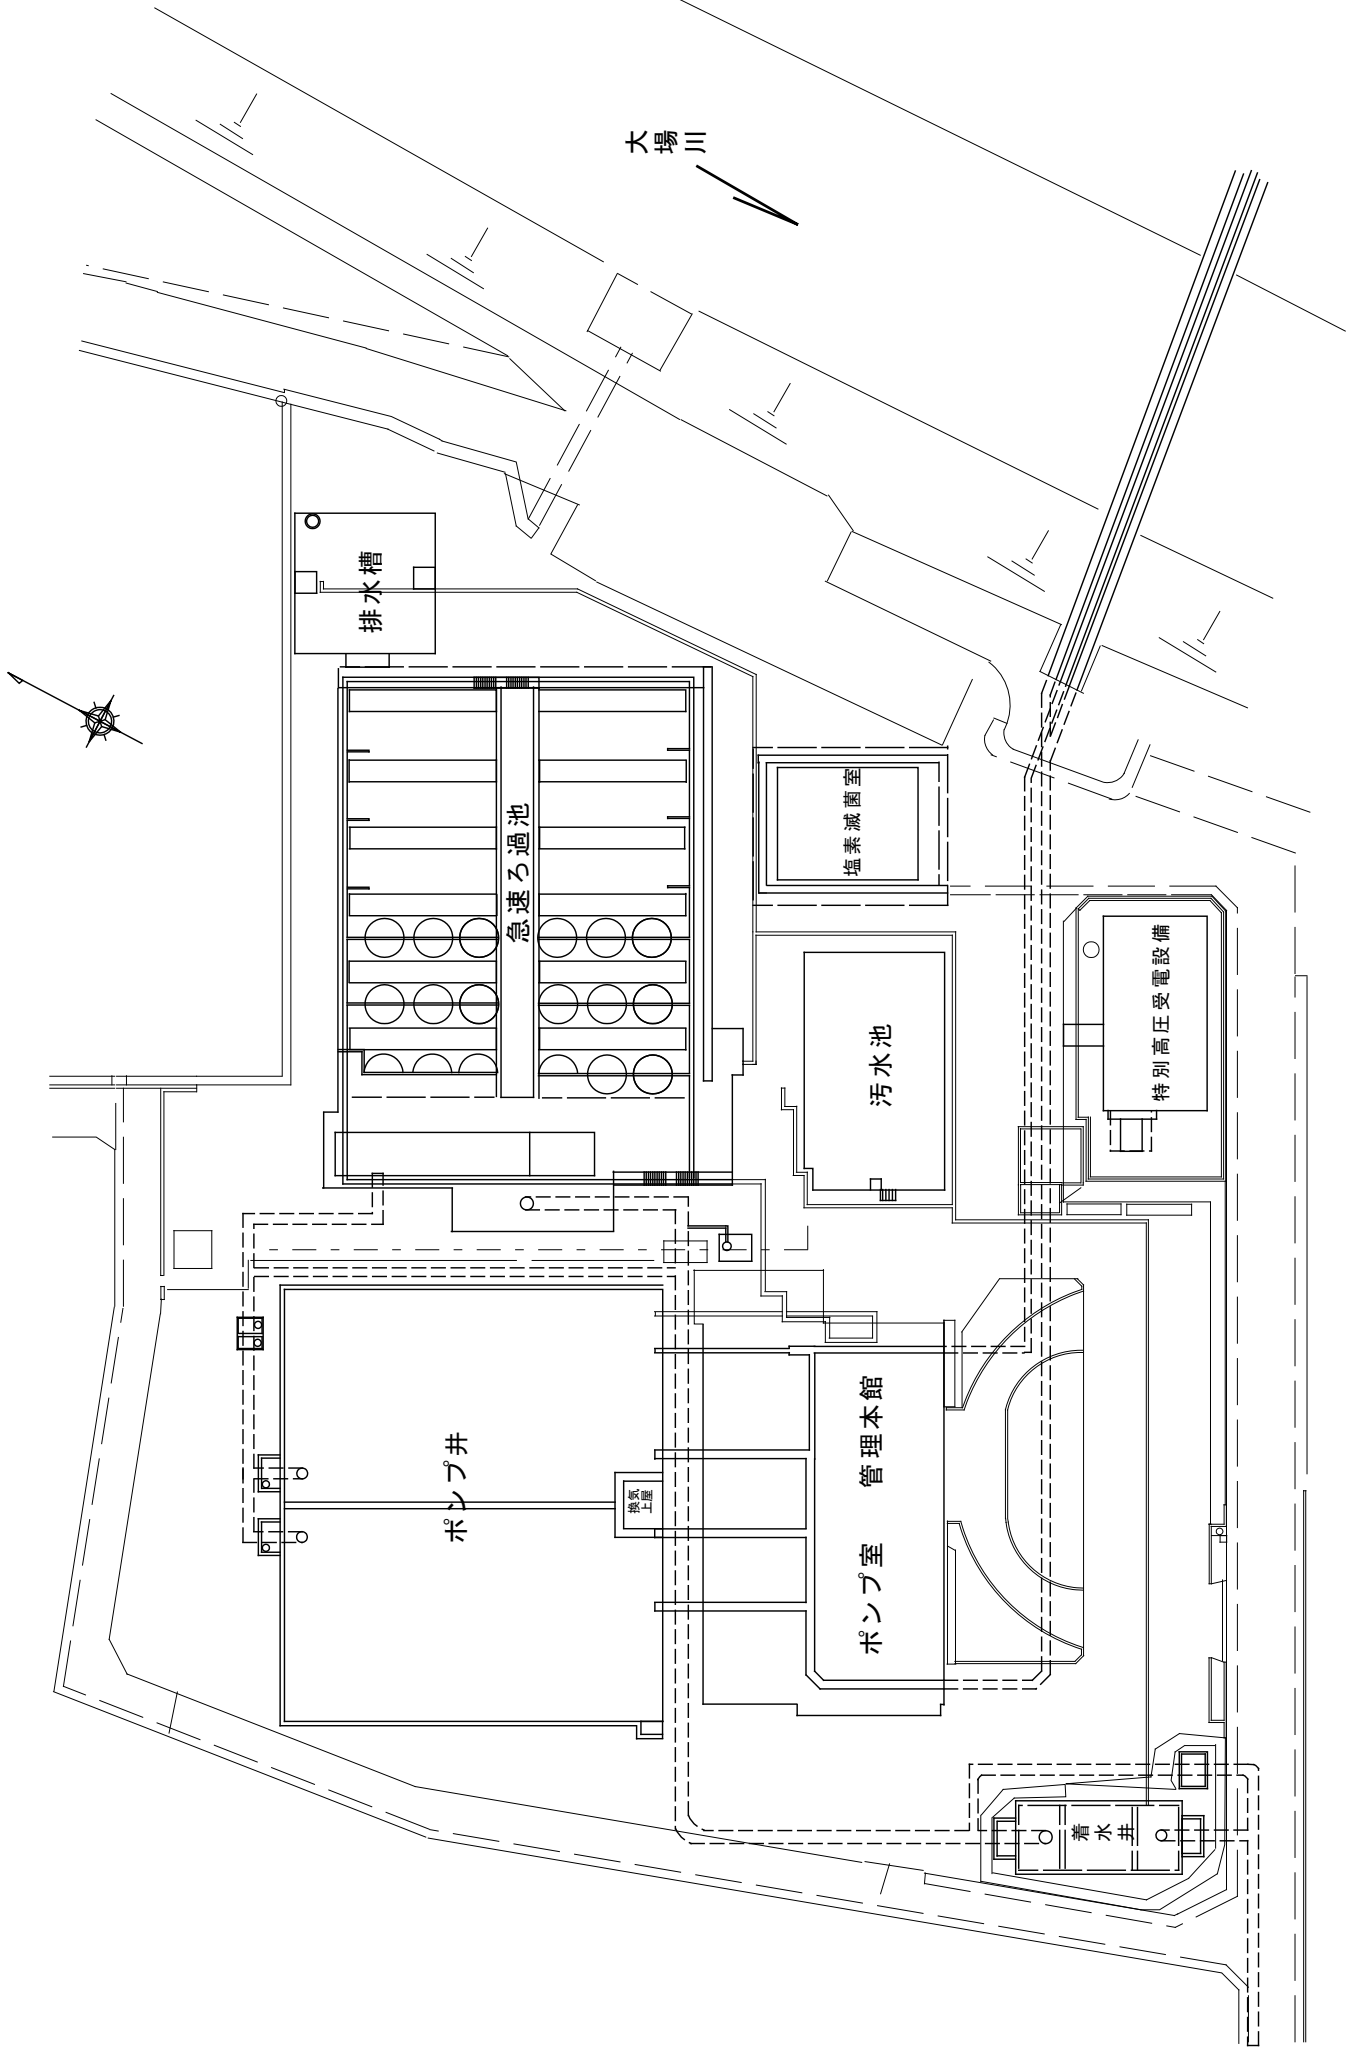 大場川
排水槽
急速ろ過池
塩素滅菌室
汚水池
特別高圧受電設備
ポンプ井
換気
上屋
ポンプ室　管理本館
着水井